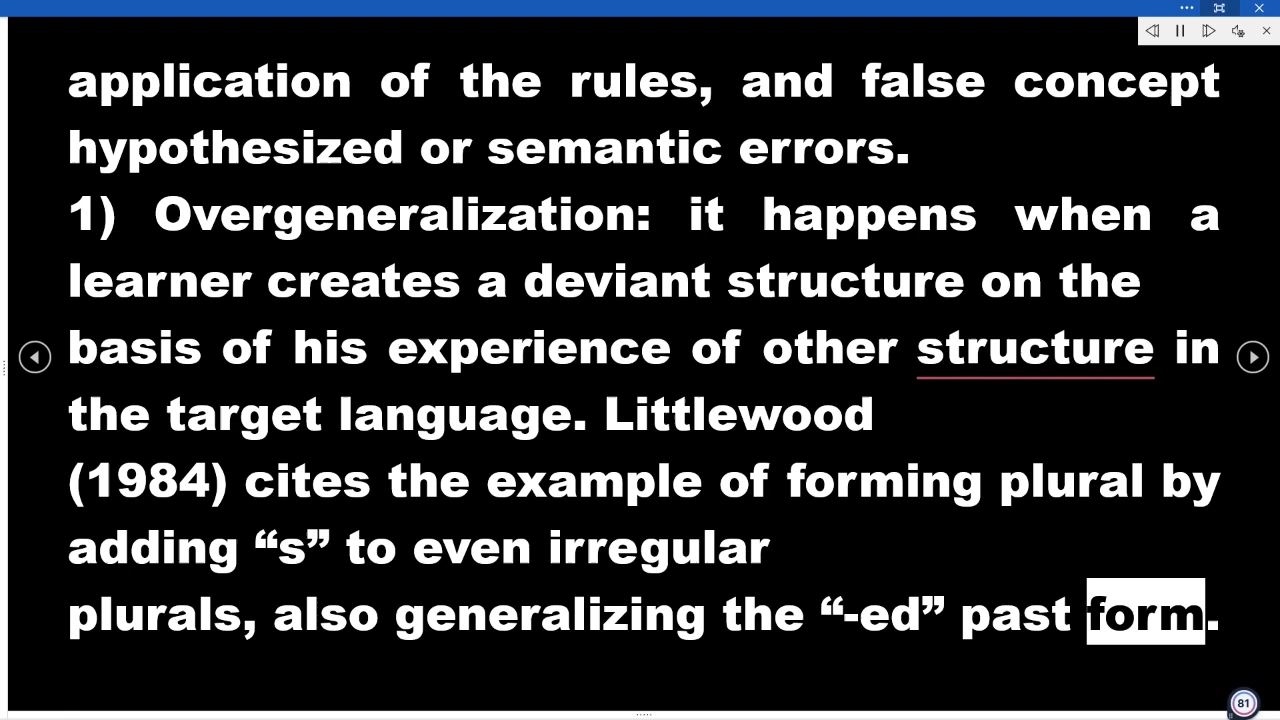 application of the rules, and false concept
hypothesized or semantic errors.
1) Overgeneralization: it happens when a
learner creates a deviant structure on the
basis of his experience of other structure in
the target language. Littlewood
(1984) cites the example of forming plural by
adding “s” to even irregular
plurals, also generalizing the “-ed” past form.
81